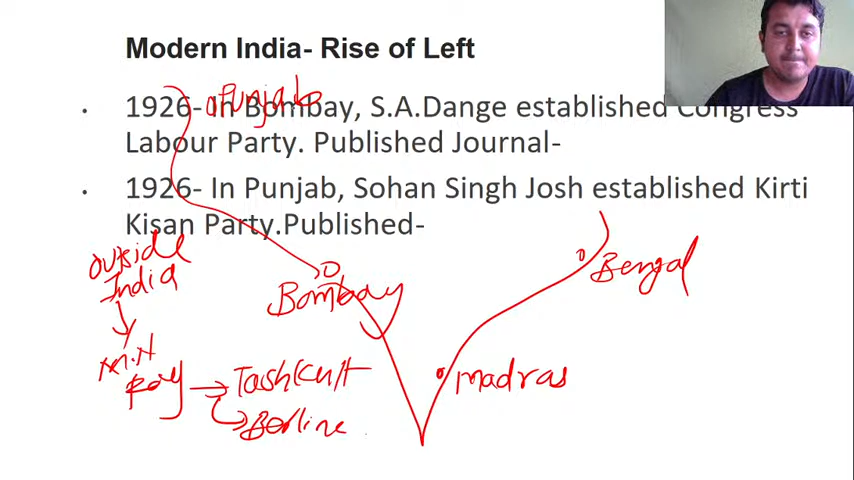 Modern India- Rise of Left
Punjab
1926- In Bombay, S.A.Dange established Congress
Labour Party. Published Journal-
1926- In Punjab, Sohan Singh Josh established Kirti
Kisan Party.Published-
outside
India
Bombay
Bengal
M.N
Roy
Tashkent
Berline
Madras